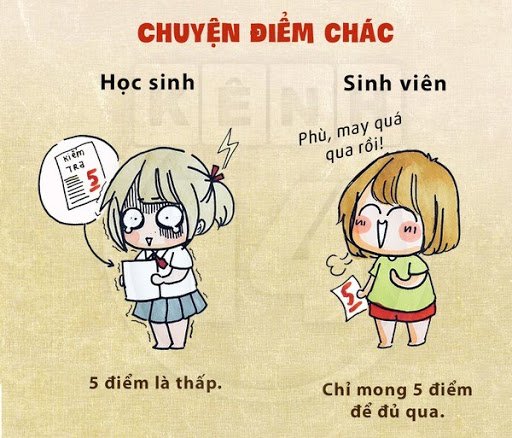 CHUYỆN ĐIỂM CHÁC
KÊNH
Học sinh
Sinh viên
Phù, may quá
qua rồi!
KIỂM
TRA
5
5
5 điểm là thấp.
Chỉ mong 5 điểm
để đủ qua.